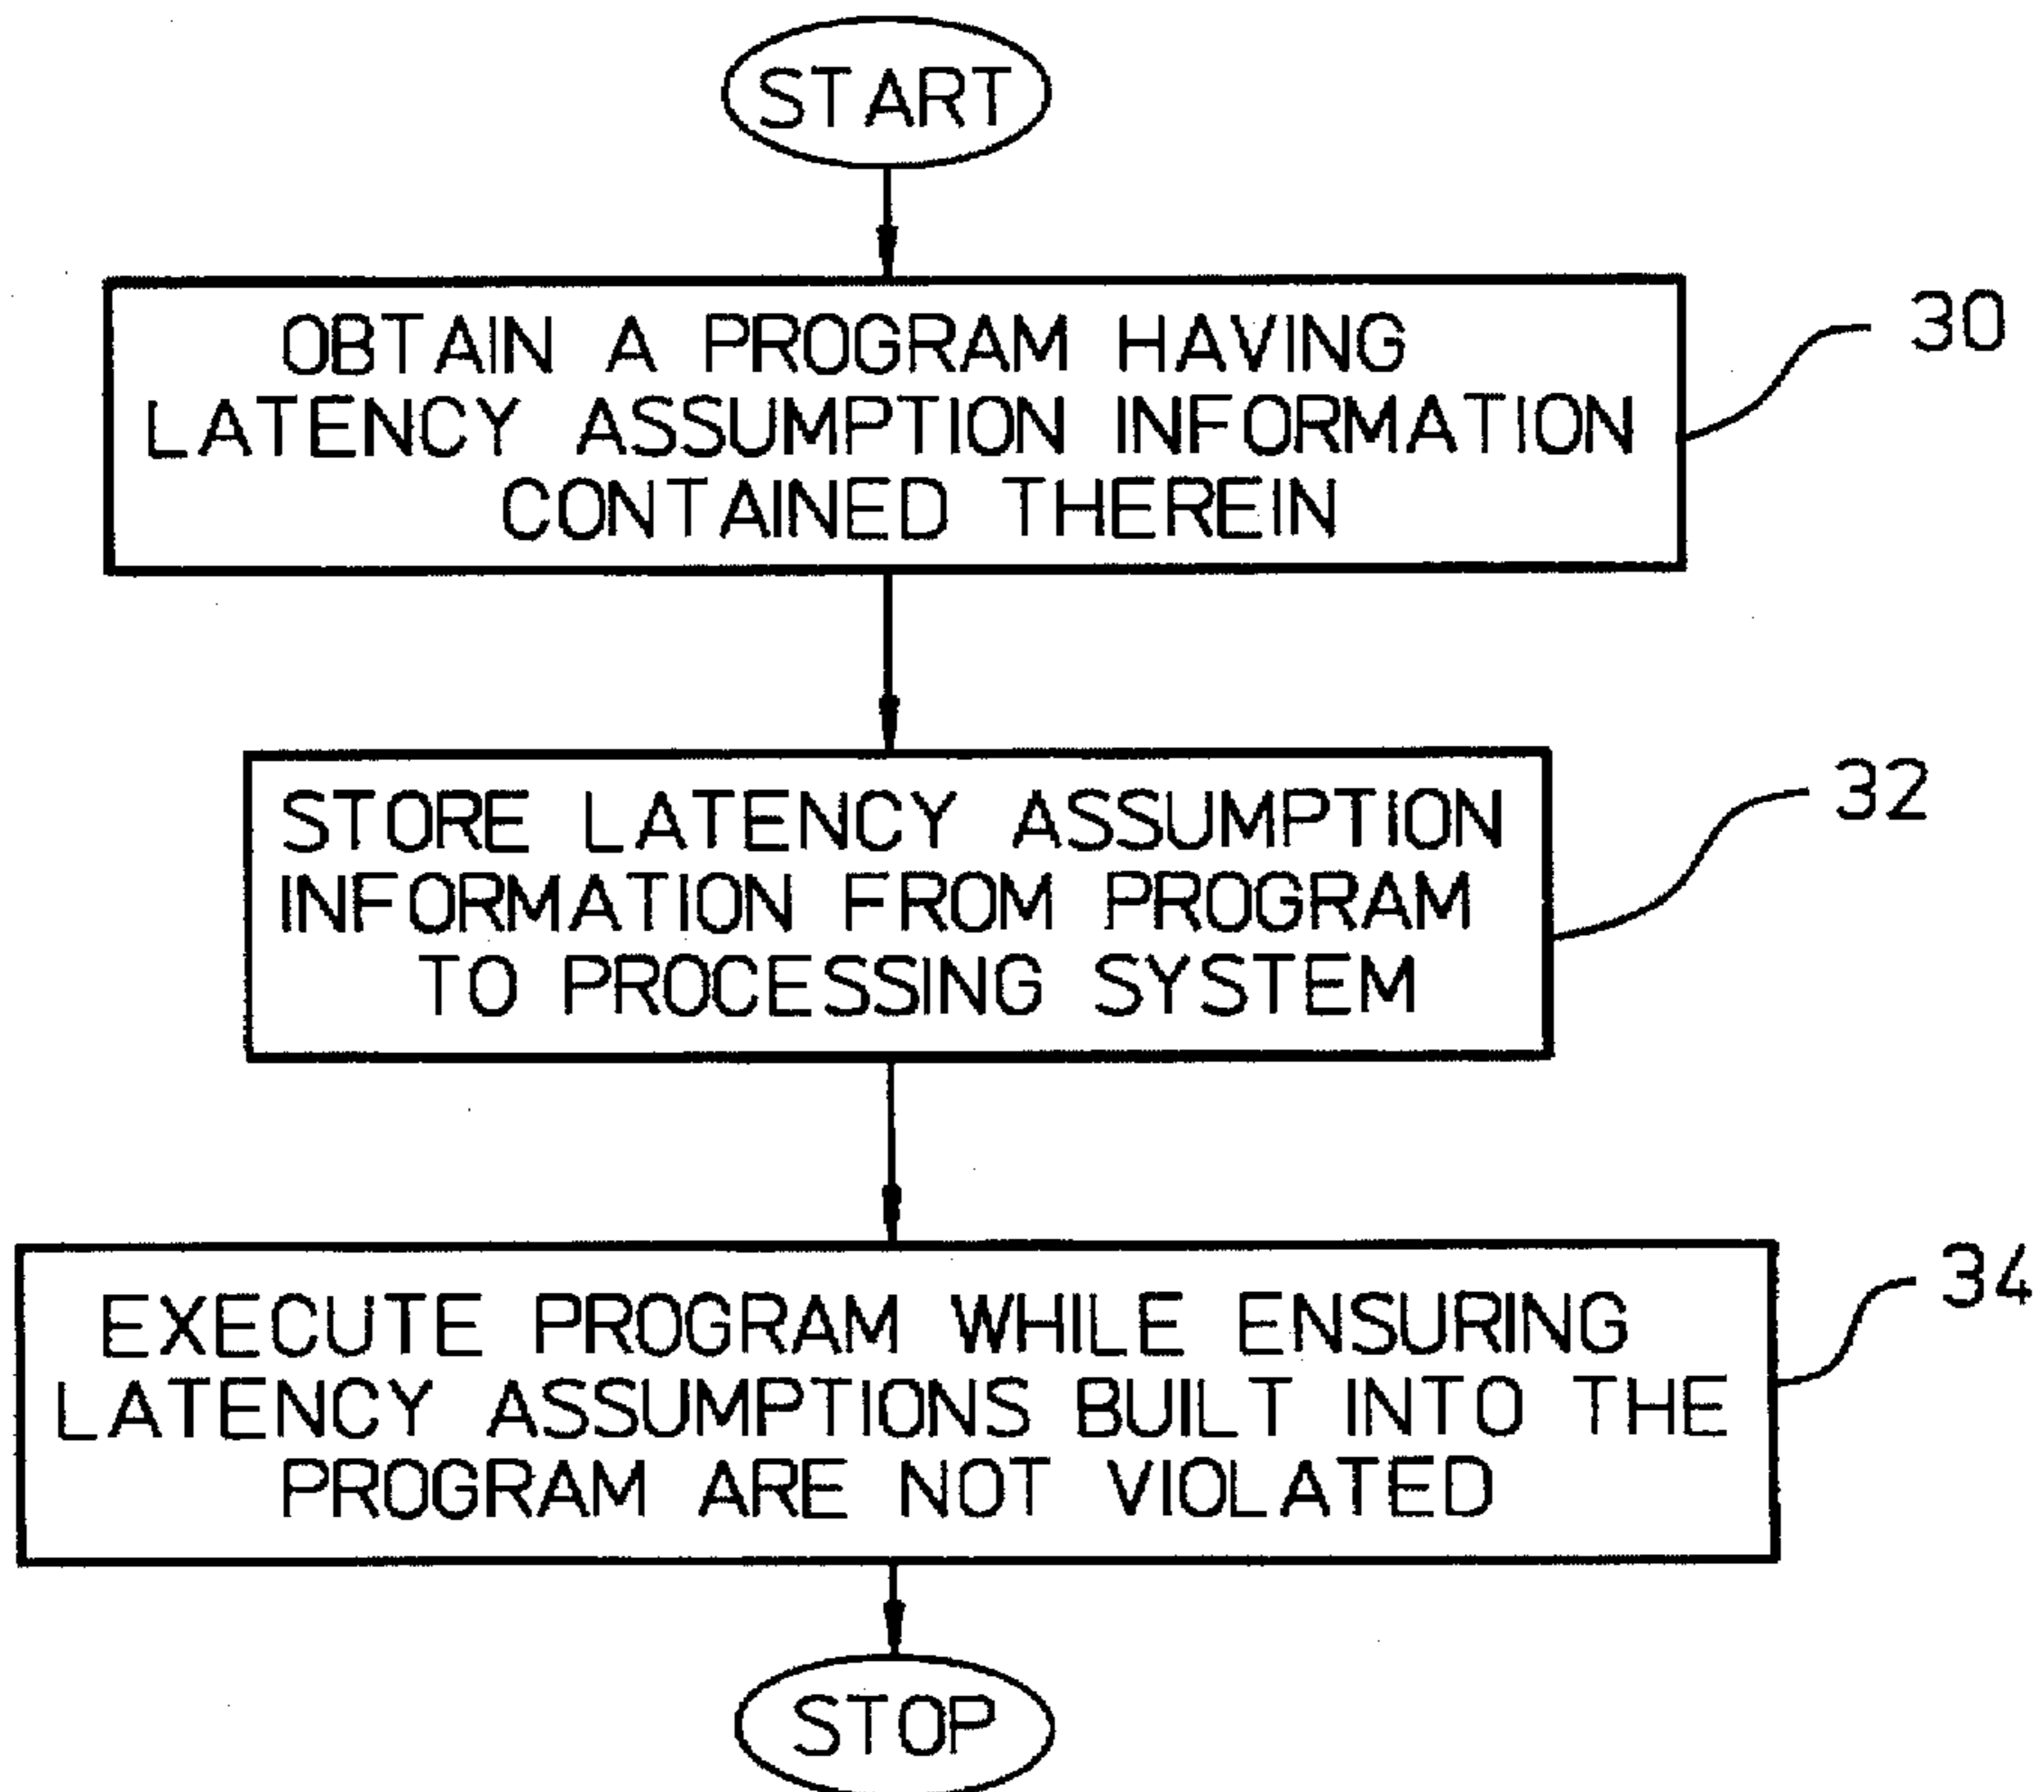 START
OBTAIN A PROGRAM HAVING
LATENCY ASSUMPTION INFORMATION
CONTAINED THEREIN
30
STORE LATENCY ASSUMPTION
INFORMATION FROM PROGRAM
TO PROCESSING SYSTEM
32
EXECUTE PROGRAM WHILE ENSURING
LATENCY ASSUMPTIONS BUILT INTO THE
PROGRAM ARE NOT VIOLATED
34
STOP